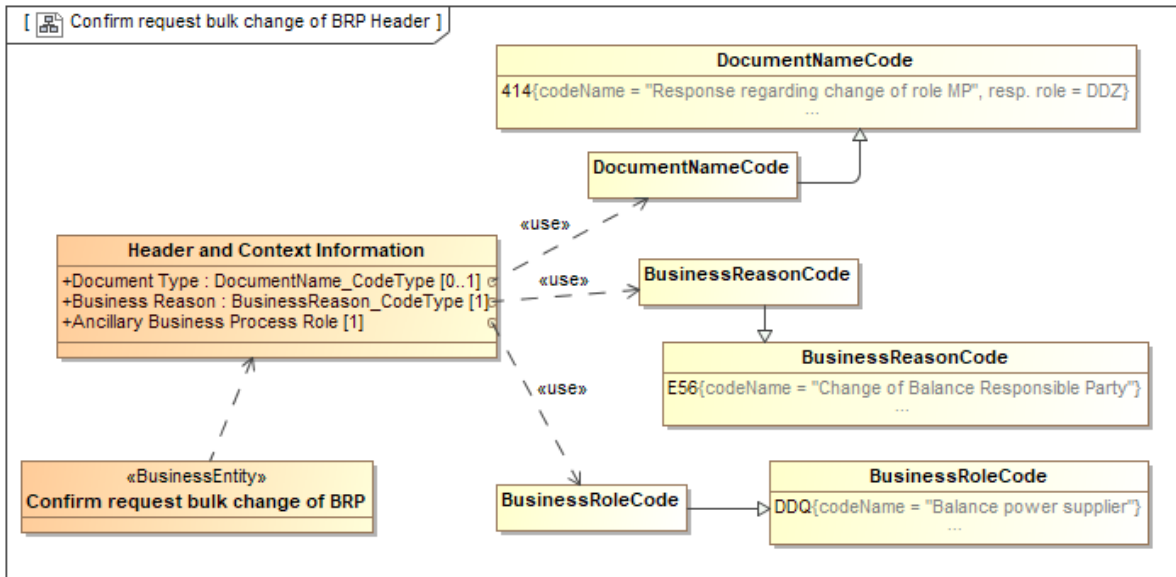 [ Confirm request bulk change of BRP Header ]
DocumentNameCode
414{codeName = "Response regarding change of role MP", resp. role = DDZ}
...
DocumentNameCode
«use»
Header and Context Information
+Document Type : DocumentName_CodeType [0..1]
+Business Reason : BusinessReason_CodeType [1]
+Ancillary Business Process Role [1]
«use»
BusinessReasonCode
BusinessReasonCode
E56{codeName = "Change of Balance Responsible Party"}
...
«use»
«BusinessEntity»
Confirm request bulk change of BRP
BusinessRoleCode
BusinessRoleCode
DDQ{codeName = "Balance power supplier"}
...